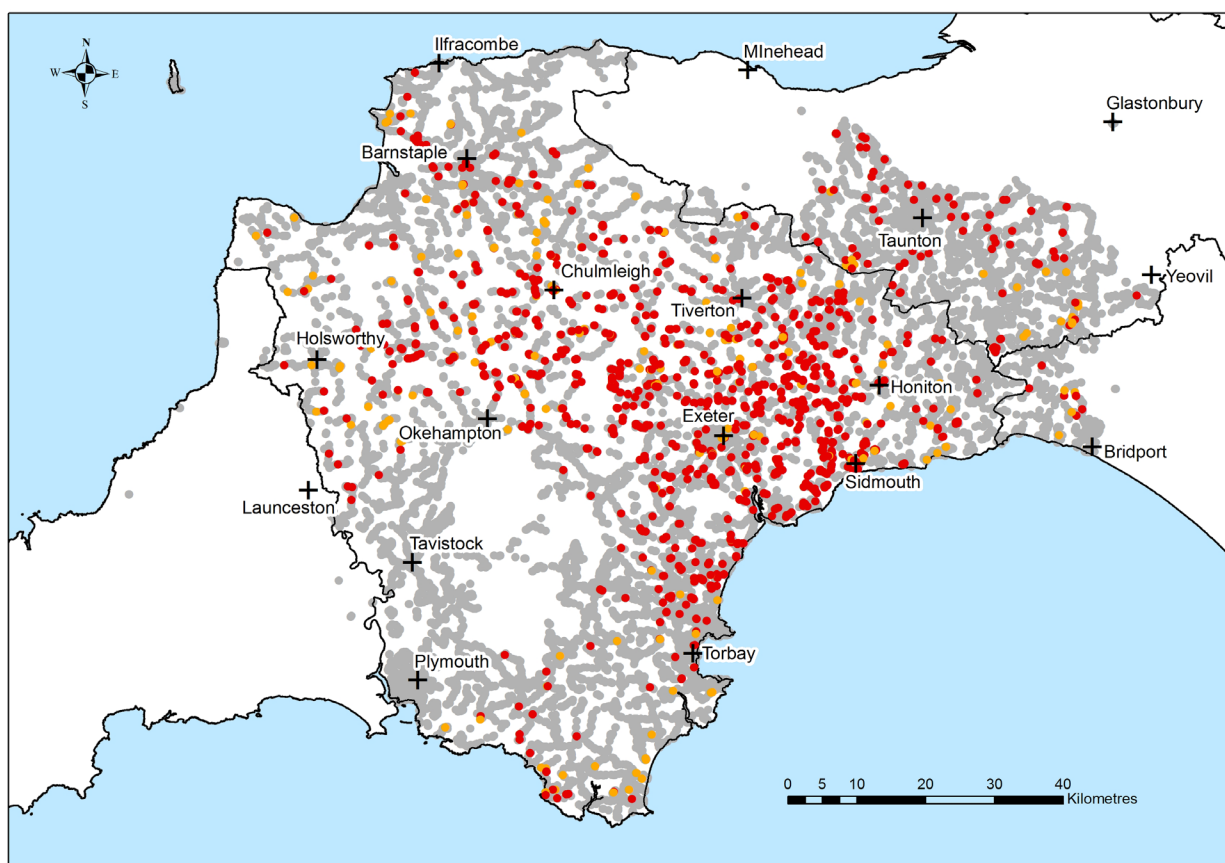 Ilfracombe
MInehead
N
W E
S
Glastonbury
Barnstaple
Taunton
Chulmleigh
Yeovil
Tiverton
Holsworthy
Honiton
Exeter
Okehampton
Bridport
Sidmouth
Launceston
Tavistock
Torbay
Plymouth
0 5 10 20 30 40
Kilometres